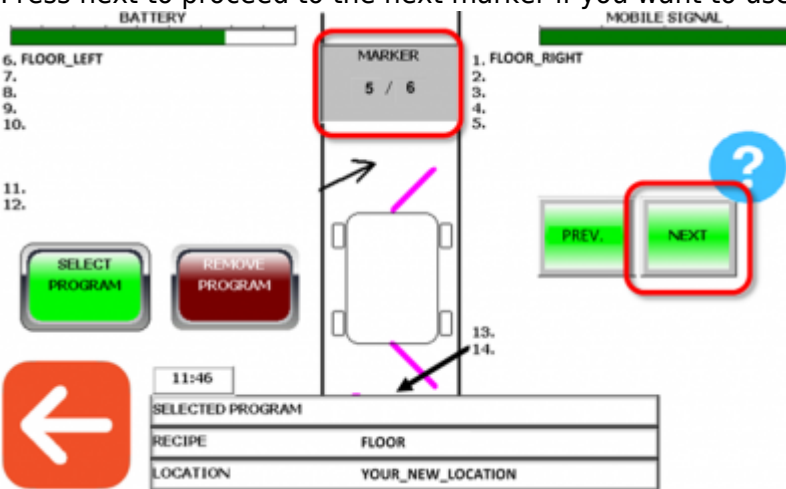 Press next to proceed to the next marker if you want to use
BATTERY
MOBILE SIGNAL
6. FLOOR_LEFT
7.
8.
9.
10.
11.
12.
MARKER
5 / 6
1. FLOOR_RIGHT
2.
3.
4.
5.
?
PREV.
NEXT
SELECT
PROGRAM
REMOVE
PROGRAM
13.
14.
11:46
SELECTED PROGRAM
RECIPE FLOOR
LOCATION YOUR_NEW_LOCATION